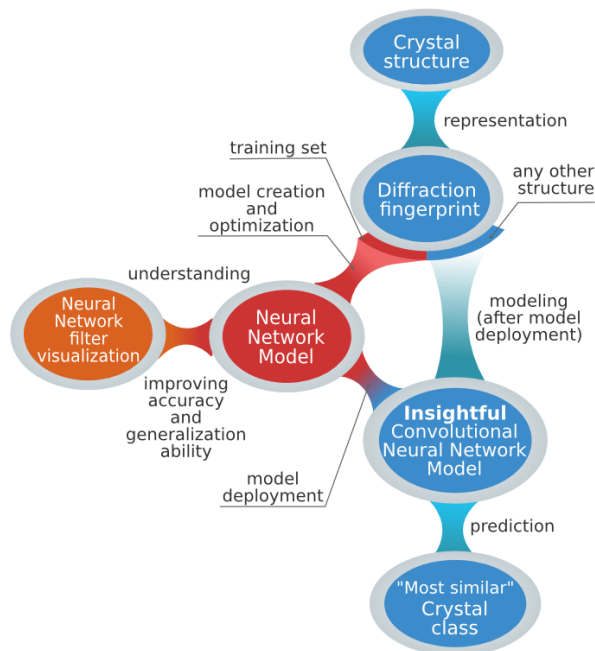 Crystal
structure
representation
training set
Diffraction
fingerprint
any other
structure
model creation
and
optimization
understanding
Neural
Network
filter
visualization
Neural
Network
Model
modeling
(after model
deployment)
improving
accuracy
and
generalization
ability
Insightful
Convolutional
Neural Network
Model
model
deployment
prediction
"Most similar"
Crystal
class